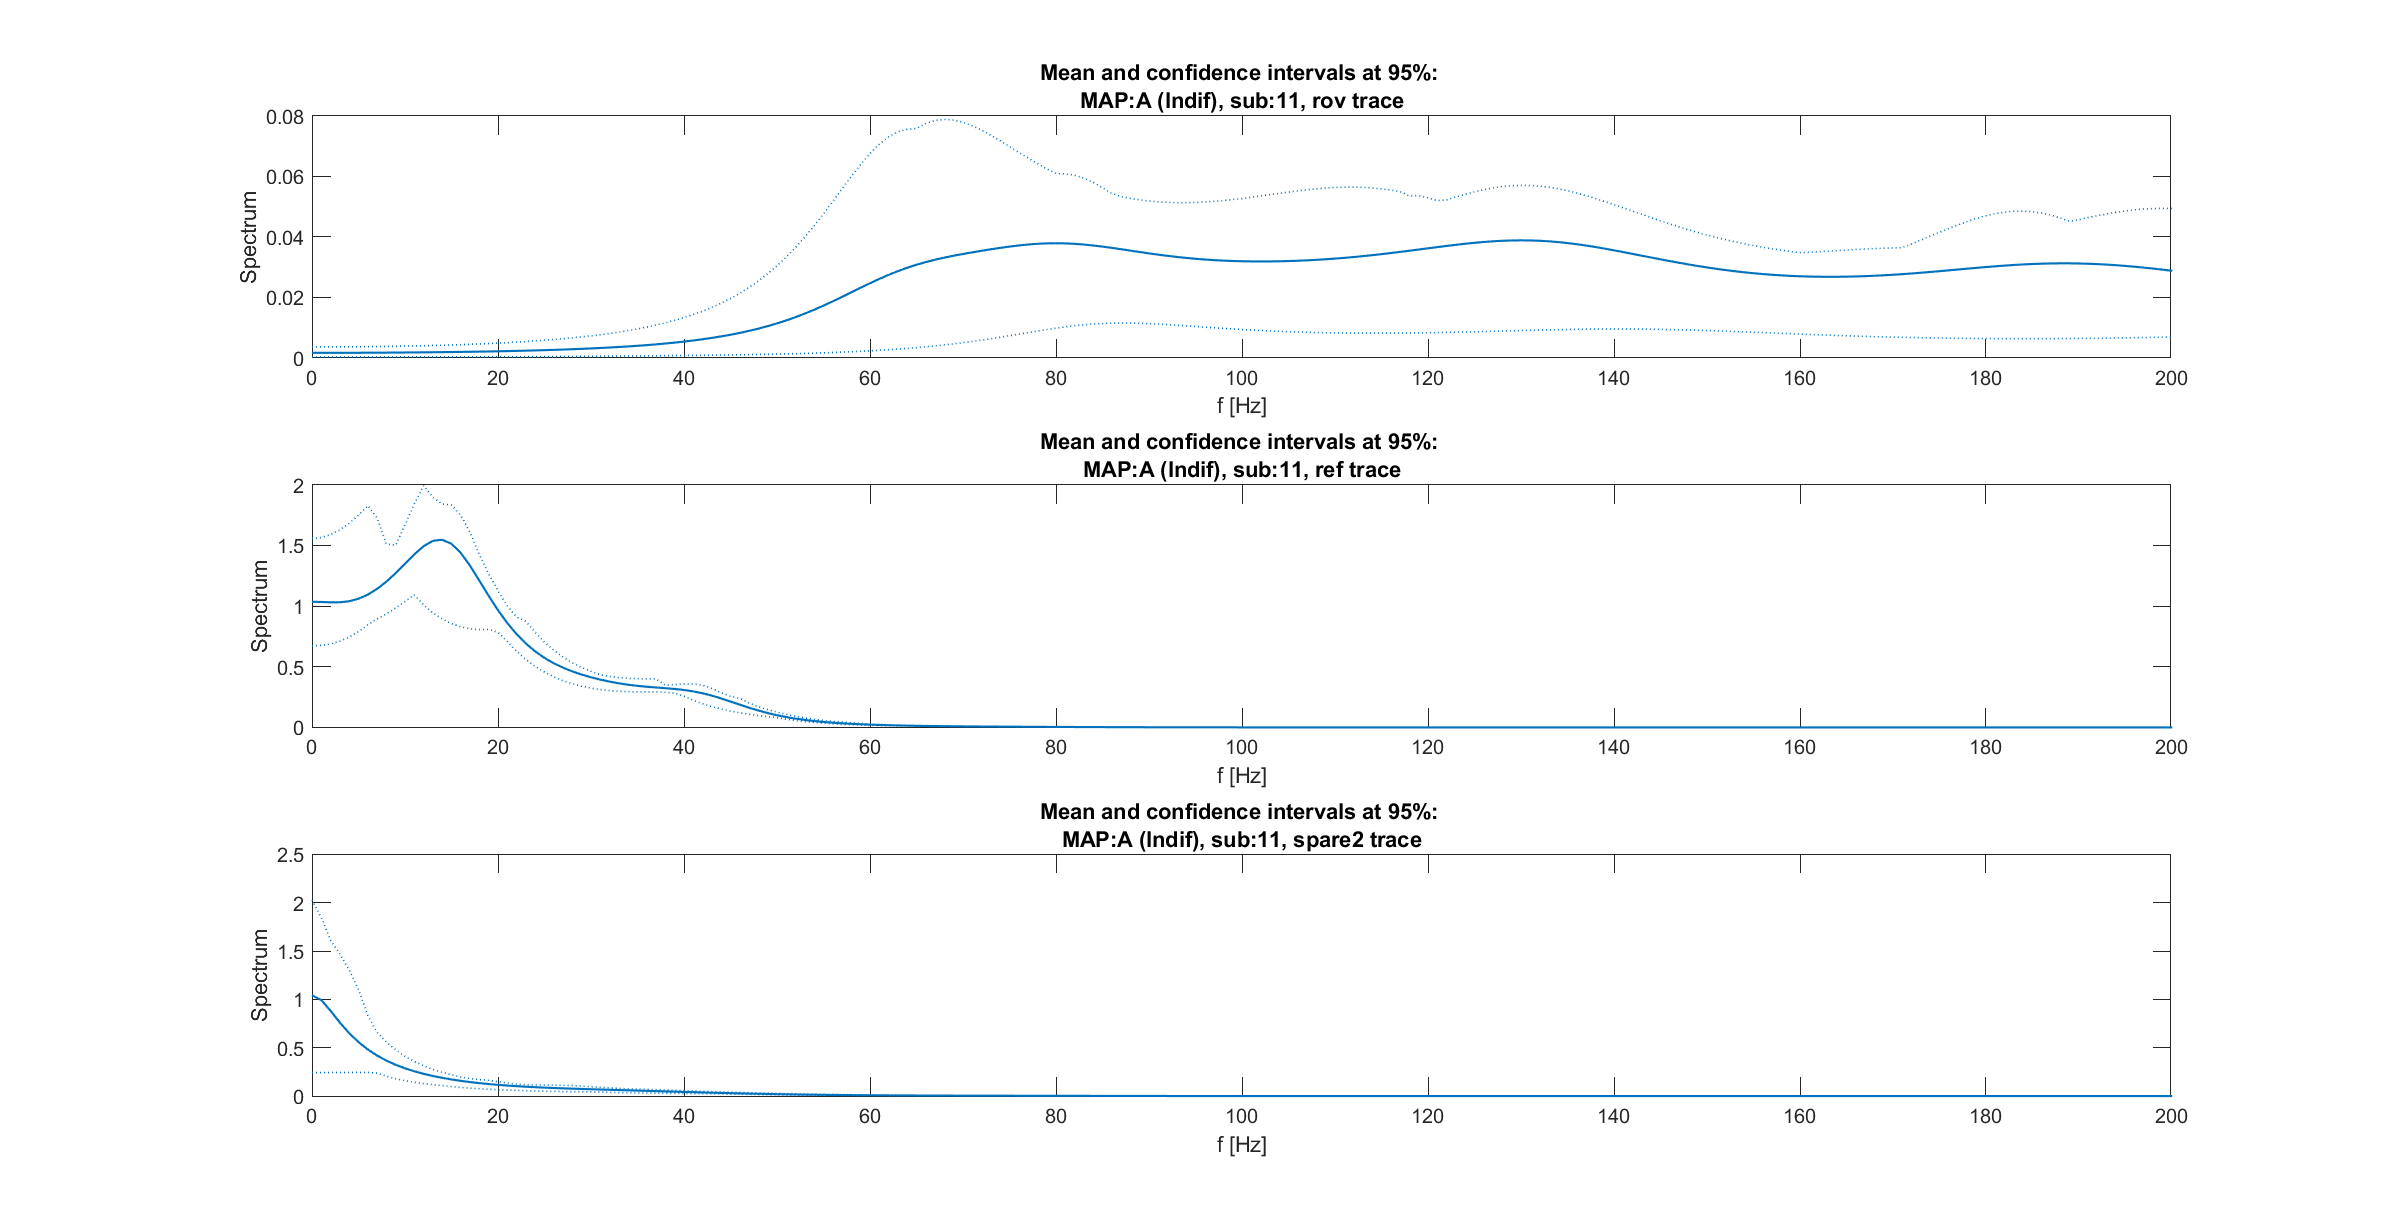 Mean and confidence intervals at 95%:
MAP:A (Indif), sub:11, rov trace
0.08
0.06
0.04
0.02
0
Spectrum
0 20 40 60 80 100 120 140 160 180 200
f [Hz]
Mean and confidence intervals at 95%:
MAP:A (Indif), sub:11, ref trace
2
1.5
1
0.5
0
Spectrum
0 20 40 60 80 100 120 140 160 180 200
f [Hz]
Mean and confidence intervals at 95%:
MAP:A (Indif), sub:11, spare2 trace
2.5
2
1.5
1
0.5
0
Spectrum
0 20 40 60 80 100 120 140 160 180 200
f [Hz]